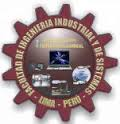 FACULTAD DE INGENIERIA INDUSTRIAL Y DE SISTEMAS
LIMA - PERU